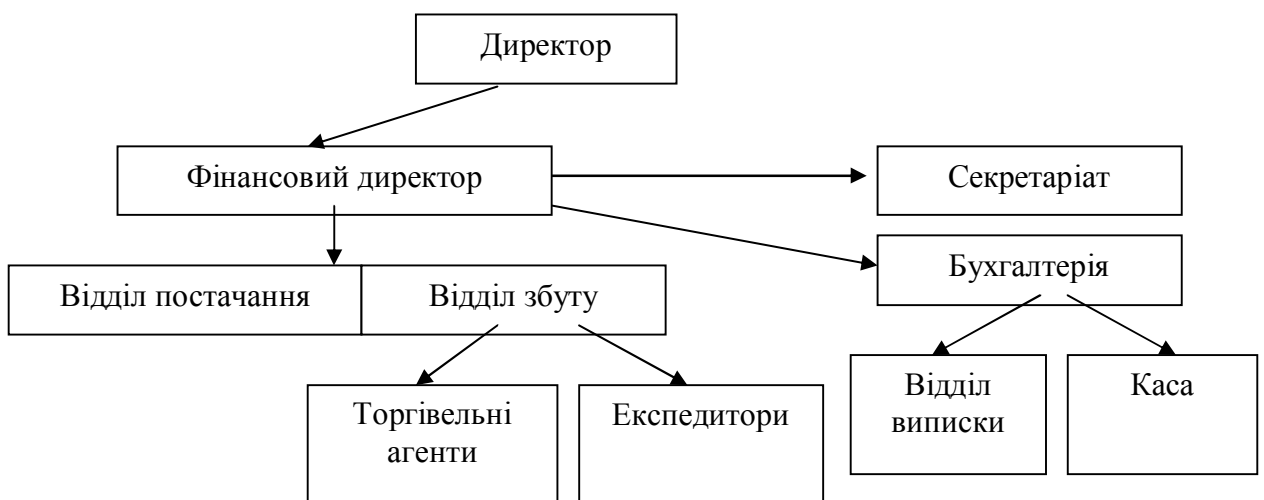 Директор
Фінансовий директор
Секретаріат
Бухгалтерія
Відділ постачання
Відділ збуту
Торгівельні
агенти
Експедитори
Відділ
виписки
Каса